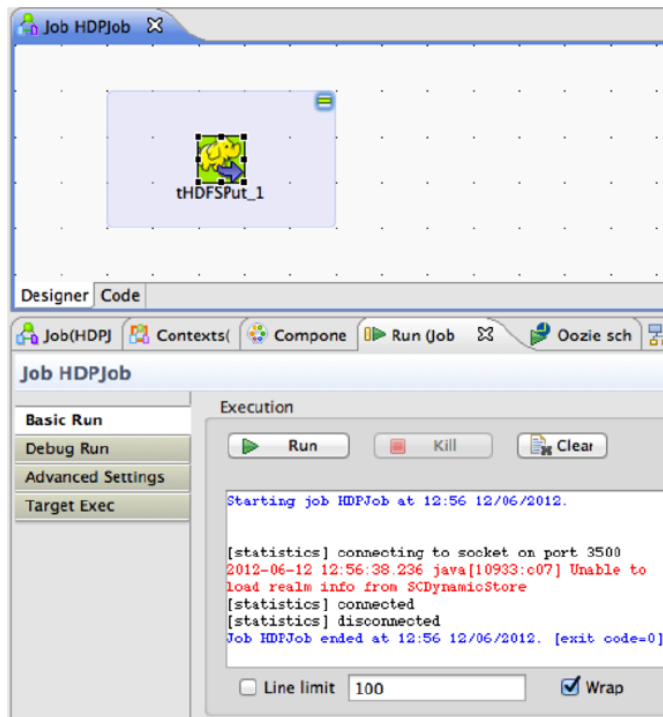 Job HDPJob
tHDFSPut_1
Designer Code
Job(HDPJ Contexts( Compone Run (Job Oozie sch
Job HDPJob
Basic Run
Debug Run
Advanced Settings
Target Exec
Execution
Run Kill Clear
Starting job HDPJob at 12:56 12/06/2012.
[statistics] connecting to socket on port 3500
2012-06-12 12:56:38.236 java[10933:c07] Unable to
load realm info from SCDynamicStore
[statistics] connected
[statistics] disconnected
Job HDPJob ended at 12:56 12/06/2012. [exit code=0]
Line limit 100 Wrap